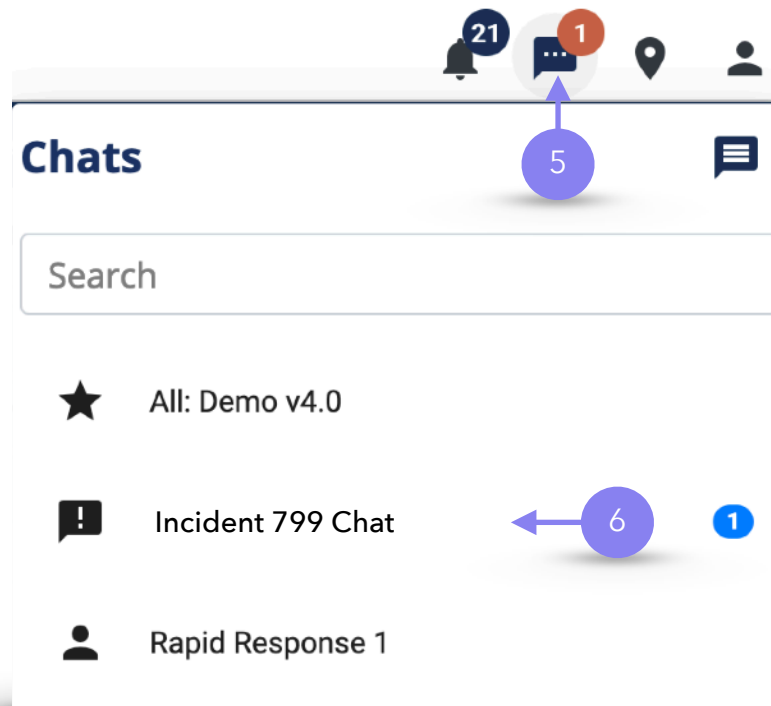 21
1
5
Chats
Search
All: Demo v4.0
Incident 799 Chat
6
1
Rapid Response 1